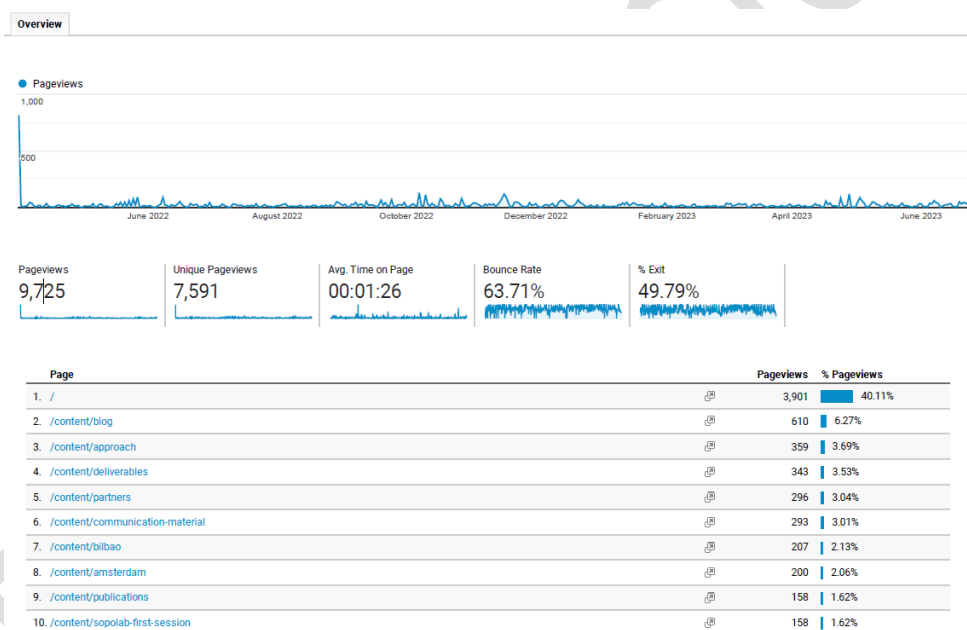 Overview
Pageviews
1,000
500
June 2022 August 2022 October 2022 December 2022 February 2023 April 2023 June 2023
Pageviews Unique Pageviews Avg. Time on Page Bounce Rate % Exit
9,725 7,591 00:01:26 63.71% 49.79%
Page Pageviews % Pageviews
1. / 3,901 40.11%
2. /content/blog 610 6.27%
3. /content/approach 359 3.69%
4. /content/deliverables 343 3.53%
5. /content/partners 296 3.04%
6. /content/communication-material 293 3.01%
7. /content/bilbao 207 2.13%
8. /content/amsterdam 200 2.06%
9. /content/publications 158 1.62%
10. /content/sopolab-first-session 158 1.62%